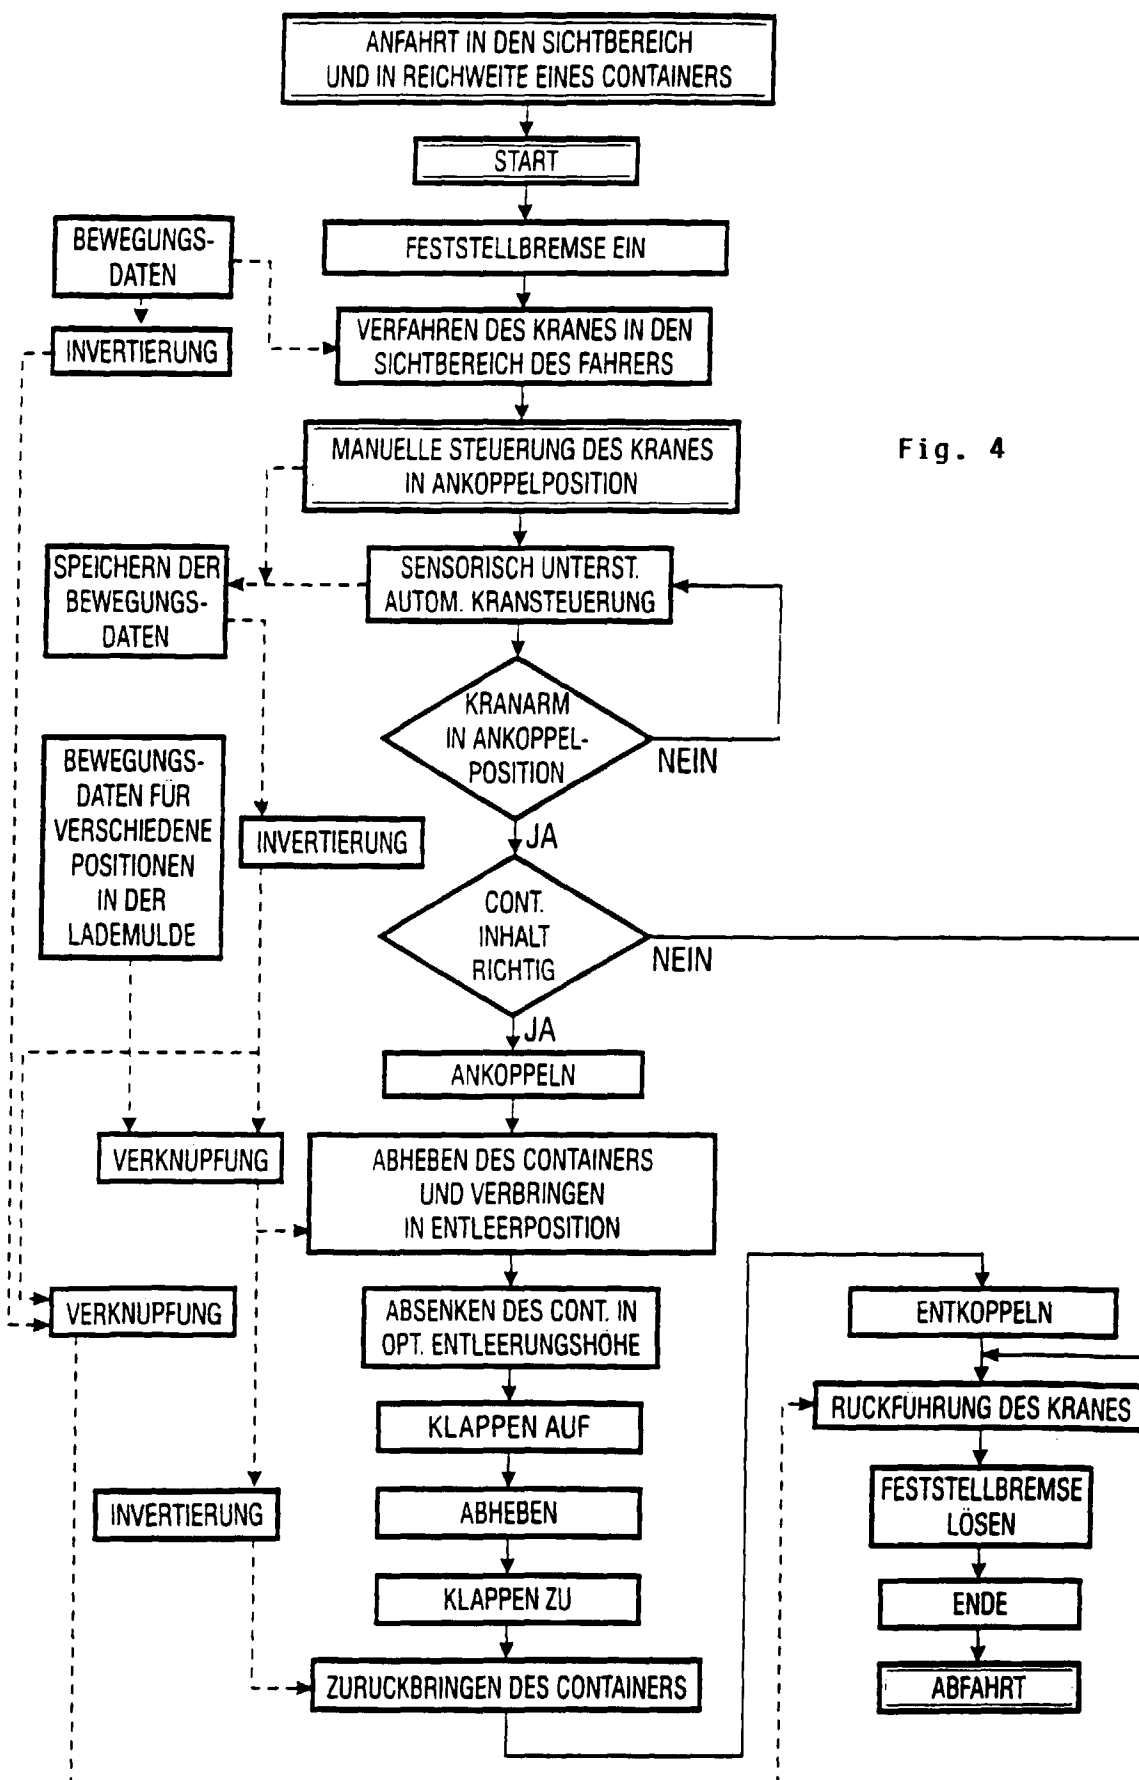 ANFAHRT IN DEN SICHTBEREICH
UND IN REICHWEITE EINES CONTAINERS
START
BEWEGUNGS-
DATEN
FESTSTELLBREMSE EIN
INVERTIERUNG
VERFAHREN DES KRANES IN DEN
SICHTBEREICH DES FAHRERS
MANUELLE STEUERUNG DES KRANES
IN ANKOPPELPOSITION
Fig. 4
SPEICHERN DER
BEWEGUNGS-
DATEN
SENSORISCH UNTERST.
AUTOM. KRANSTEUERUNG
KRANARM
IN ANKOPPEL-
POSITION
NEIN
JA
BEWEGUNGS-
DATEN FÜR
VERSCHIEDENE
POSITIONEN
IN DER
LADEMULDE
INVERTIERUNG
CONT.
INHALT
RICHTIG
NEIN
JA
ANKOPPELN
VERKNUPFUNG
ABHEBEN DES CONTAINERS
UND VERBRINGEN
IN ENTLEERPOSITION
VERKNUPFUNG
ABSENKEN DES CONT. IN
OPT. ENTLEERUNGSHÖHE
KLAPPEN AUF
INVERTIERUNG
ABHEBEN
KLAPPEN ZU
ZURUCKBRINGEN DES CONTAINERS
ENTKOPPELN
RUCKFÜHRUNG DES KRANES
FESTSTELLBREMSE
LÖSEN
ENDE
ABFAHRT